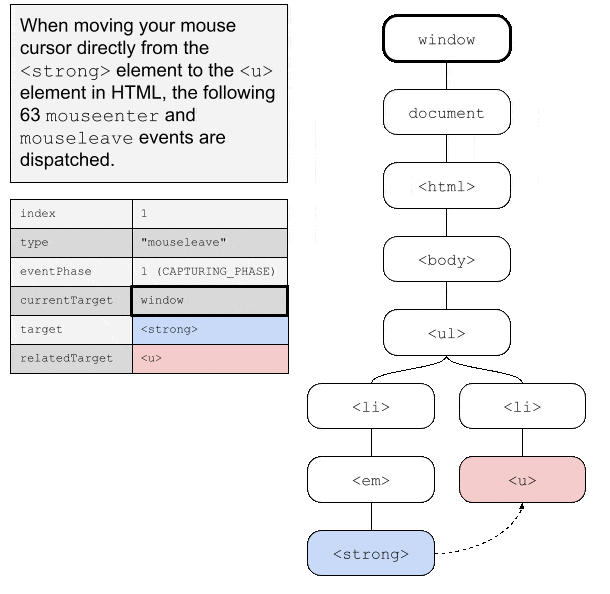 When moving your mouse
cursor directly from the
<strong> element to the <u>
element in HTML, the following
63 mouseenter and
mouseleave events are
dispatched.
index 1
type "mouseleave"
eventPhase 1 (CAPTURING_PHASE)
currentTarget window
target <strong>
relatedTarget <u>
window
document
<html>
<body>
<ul>
<li> <li>
<em> <u>
<strong>